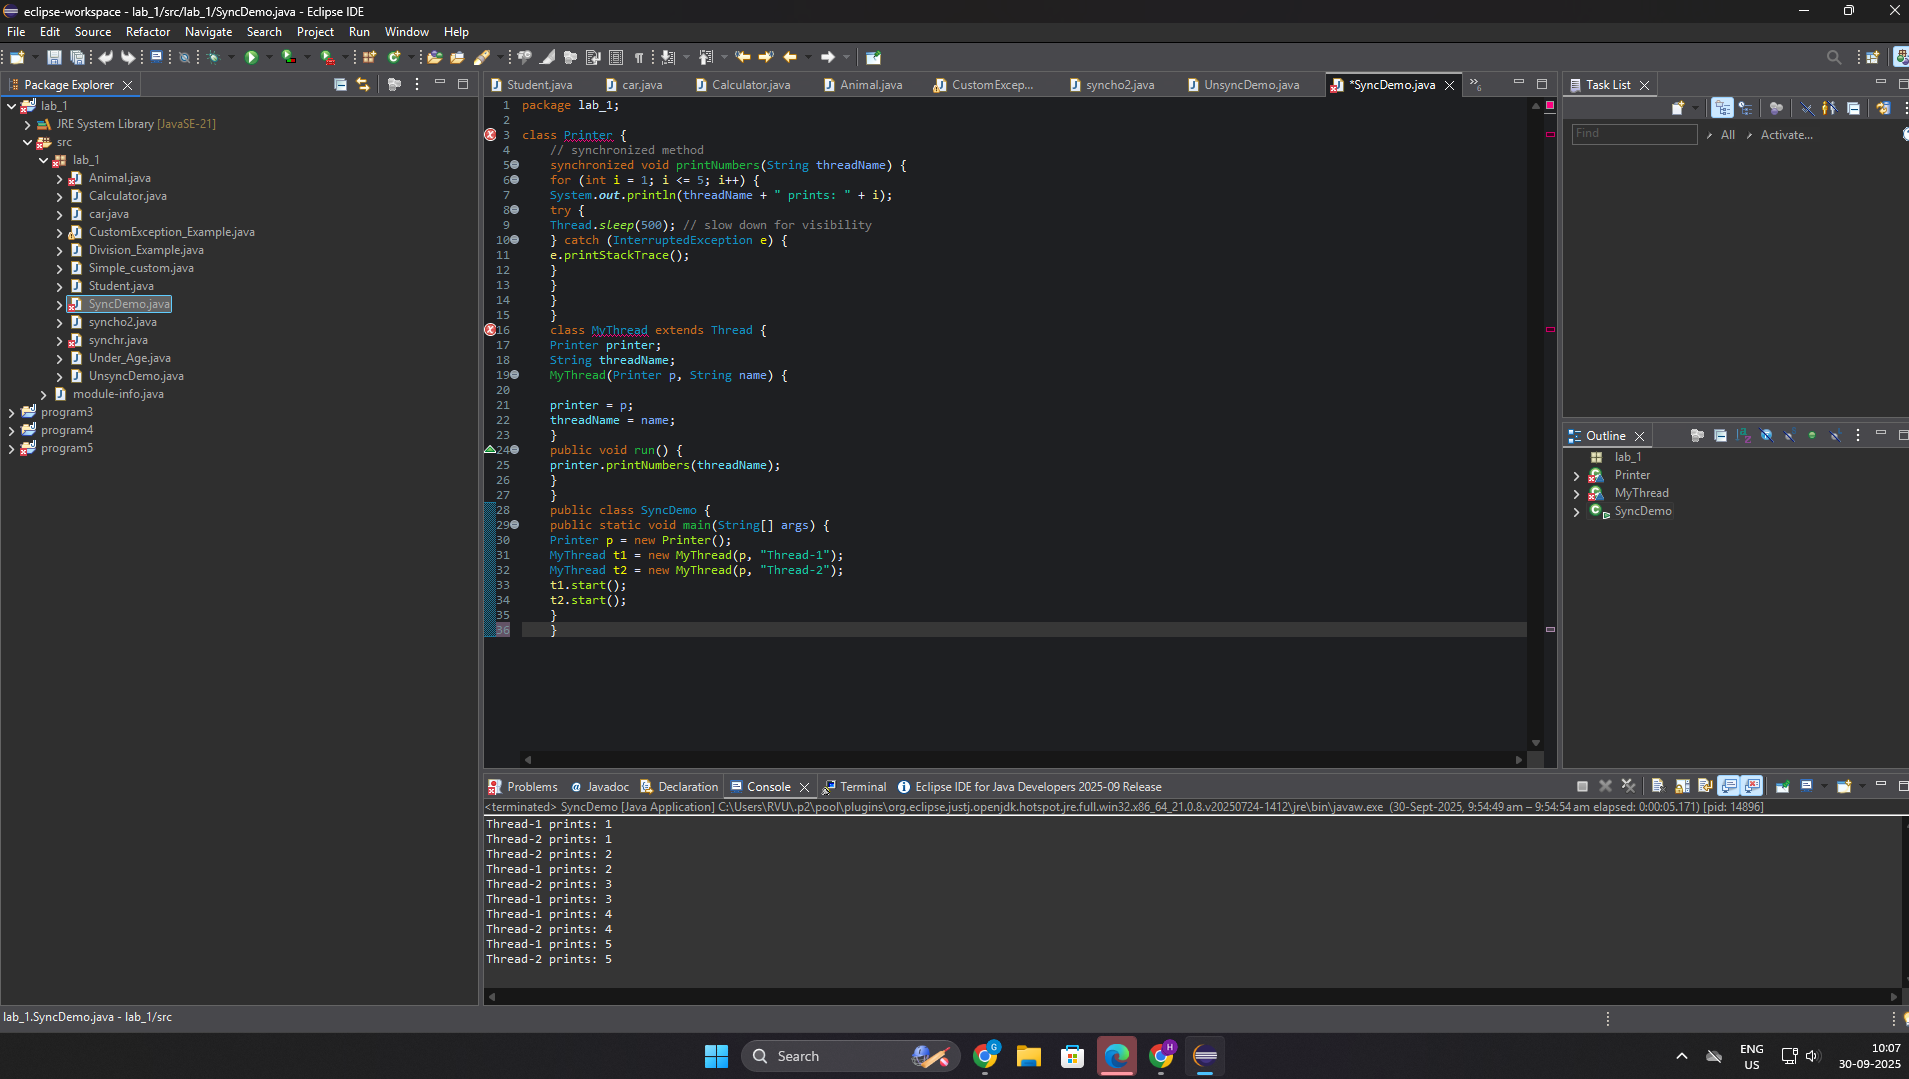 eclipse-workspace - lab_1/src/lab_1/SyncDemo.java - Eclipse IDE
File Edit Source Refactor Navigate Search Project Run Window Help
Package Explorer
lab_1
JRE System Library [JavaSE-21]
src
lab_1
Animal.java
Calculator.java
car.java
CustomException_Example.java
Division_Example.java
Simple_custom.java
Student.java
SyncDemo.java
syncho2.java
synchr.java
Under_Age.java
UnsyncDemo.java
module-info.java
program3
program4
program5
Student.java car.java Calculator.java Animal.java CustomExcep... syncho2.java UnsyncDemo.java *SyncDemo.java 6
1 package lab_1;
2
3 class Printer {
4 // synchronized method
5 synchronized void printNumbers(String threadName) {
6 for (int i = 1; i <= 5; i++) {
7 System.out.println(threadName + " prints: " + i);
8 try {
9 Thread.sleep(500); // slow down for visibility
10 } catch (InterruptedException e) {
11 e.printStackTrace();
12 }
13 }
14 }
15 }
16 class MyThread extends Thread {
17 Printer printer;
18 String threadName;
19 MyThread(Printer p, String name) {
20
21 printer = p;
22 threadName = name;
23 }
24 public void run() {
25 printer.printNumbers(threadName);
26 }
27 }
28 public class SyncDemo {
29 public static void main(String[] args) {
30 Printer p = new Printer();
31 MyThread t1 = new MyThread(p, "Thread-1");
32 MyThread t2 = new MyThread(p, "Thread-2");
33 t1.start();
34 t2.start();
35 }
36 }
Task List
Find All Activate...
Outline
lab_1
Printer
MyThread
SyncDemo
Problems Javadoc Declaration Console Terminal Eclipse IDE for Java Developers 2025-09 Release
<terminated> SyncDemo [Java Application] C:\Users\RVU\.p2\pool\plugins\org.eclipse.justj.openjdk.hotspot.jre.full.win32.x86_64_21.0.8.v20250724-1412\jre\bin\javaw.exe (30-Sept-2025, 9:54:49 am – 9:54:54 am elapsed: 0:00:05.171) [pid: 14896]
Thread-1 prints: 1
Thread-2 prints: 1
Thread-2 prints: 2
Thread-1 prints: 2
Thread-2 prints: 3
Thread-1 prints: 3
Thread-1 prints: 4
Thread-2 prints: 4
Thread-1 prints: 5
Thread-2 prints: 5
lab_1.SyncDemo.java - lab_1/src
Search
G
H
ENG
US
10:07
30-09-2025